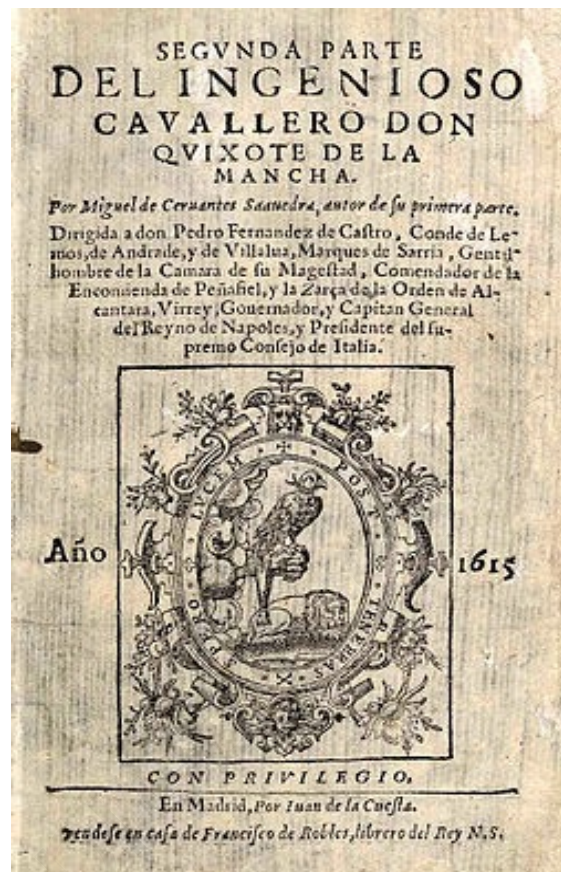 SEGVNDA PARTE
DEL INGENIOSO
CAVALLERO DON
QVIXOTE DE LA
MANCHA.
Por Miguel de Ceruantes Saauedra, autor de su primera parte.
Dirigida a don Pedro Fernandez de Castro, Conde de Le-
mos, de Andrade, y de Villalua, Marques de Sarria, Gentil-
hombre de la Camara de su Magestad, Comendador de la
Encomienda de Peñafiel, y la Zarça de la Orden de Al-
cantara, Virrey, Gouernador, y Capitan General
del Reyno de Napoles, y Presidente del su-
premo Consejo de Italia.
SPERO LUCEM POST TENEBRAS
Año 1615
CON PRIVILEGIO,
En Madrid, Por Iuan de la Cuesta.
vendese en casa de Francisco de Robles, librero del Rey N.S.